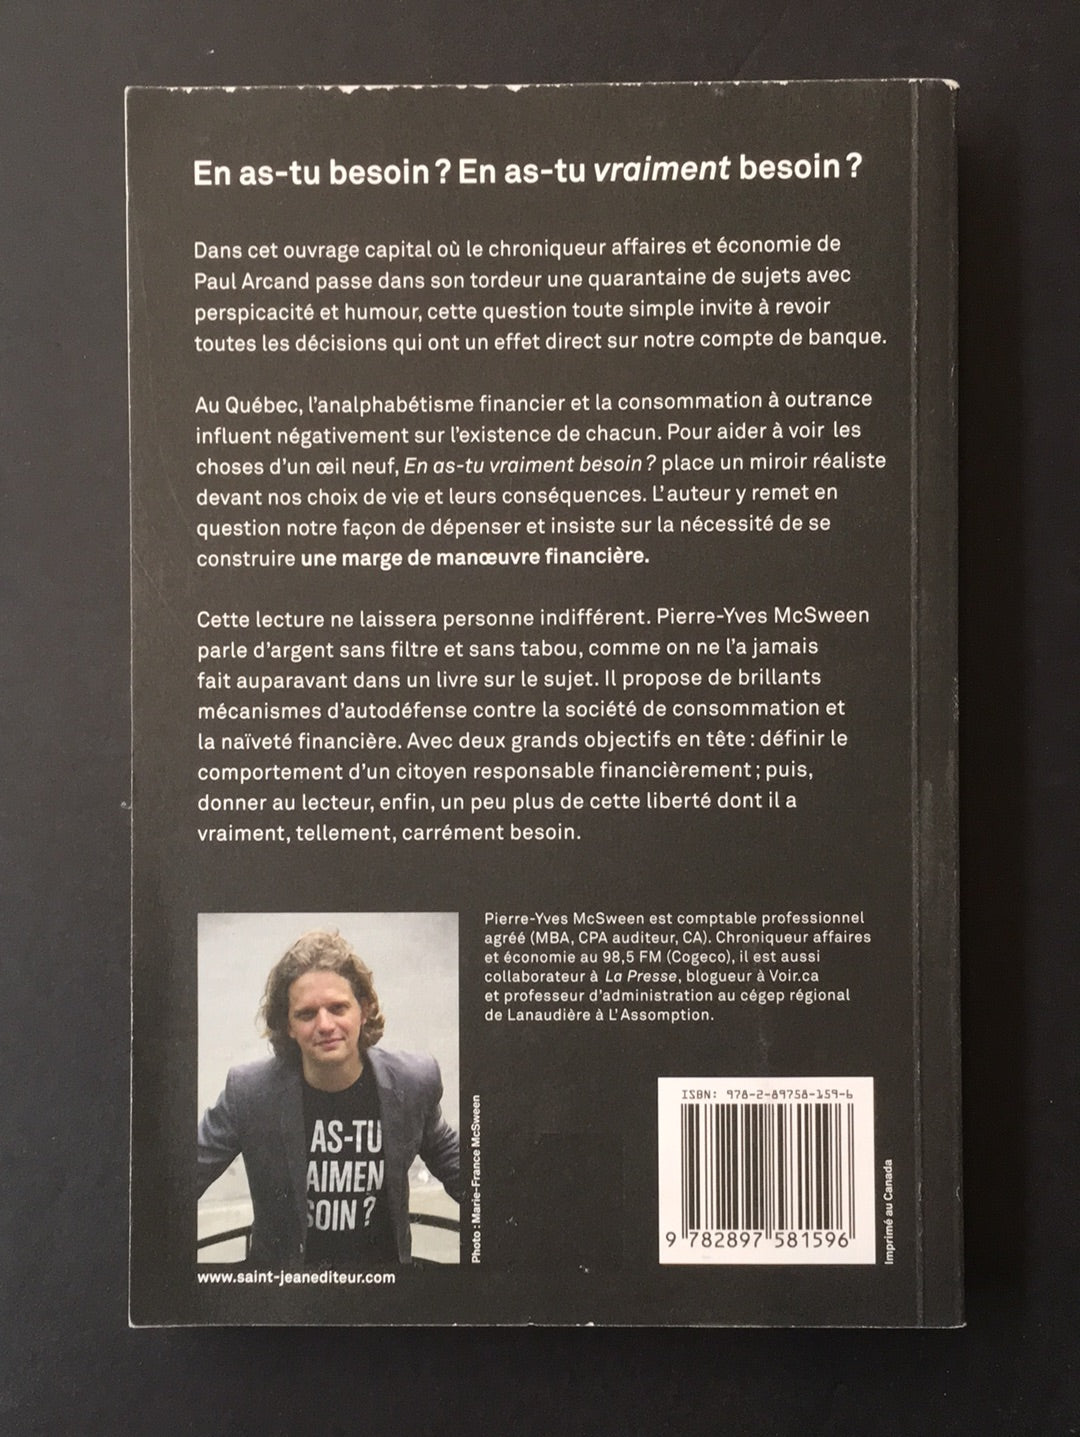 En as-tu besoin ? En as-tu vraiment besoin ?
Dans cet ouvrage capital où le chroniqueur affaires et économie de
Paul Arcand passe dans son tordeur une quarantaine de sujets avec
perspicacité et humour, cette question toute simple invite à revoir
toutes les décisions qui ont un effet direct sur notre compte de banque.
Au Québec, l'analphabétisme financier et la consommation à outrance
influent négativement sur l'existence de chacun. Pour aider à voir les
choses d'un œil neuf, En as-tu vraiment besoin ? place un miroir réaliste
devant nos choix de vie et leurs conséquences. L'auteur y remet en
question notre façon de dépenser et insiste sur la nécessité de se
construire une marge de manœuvre financière.
Cette lecture ne laissera personne indifférent. Pierre-Yves McSween
parle d'argent sans filtre et sans tabou, comme on ne l'a jamais
fait auparavant dans un livre sur le sujet. Il propose de brillants
mécanismes d'autodéfense contre la société de consommation et
la naïveté financière. Avec deux grands objectifs en tête : définir le
comportement d'un citoyen responsable financièrement ; puis,
donner au lecteur, enfin, un peu plus de cette liberté dont il a
vraiment, tellement, carrément besoin.
Pierre-Yves McSween est comptable professionnel
agréé (MBA, CPA auditeur, CA). Chroniqueur affaires
et économie au 98,5 FM (Cogeco), il est aussi
collaborateur à La Presse, blogueur à Voir.ca
et professeur d'administration au cégep régional
de Lanaudière à L'Assomption.
AS-TU
AIMEN
SOIN ?
Photo : Marie-France McSween
www.saint-jeanediteur.com
ISBN: 978-2-89758-159-6
9 782897 581596
Imprimé au Canada